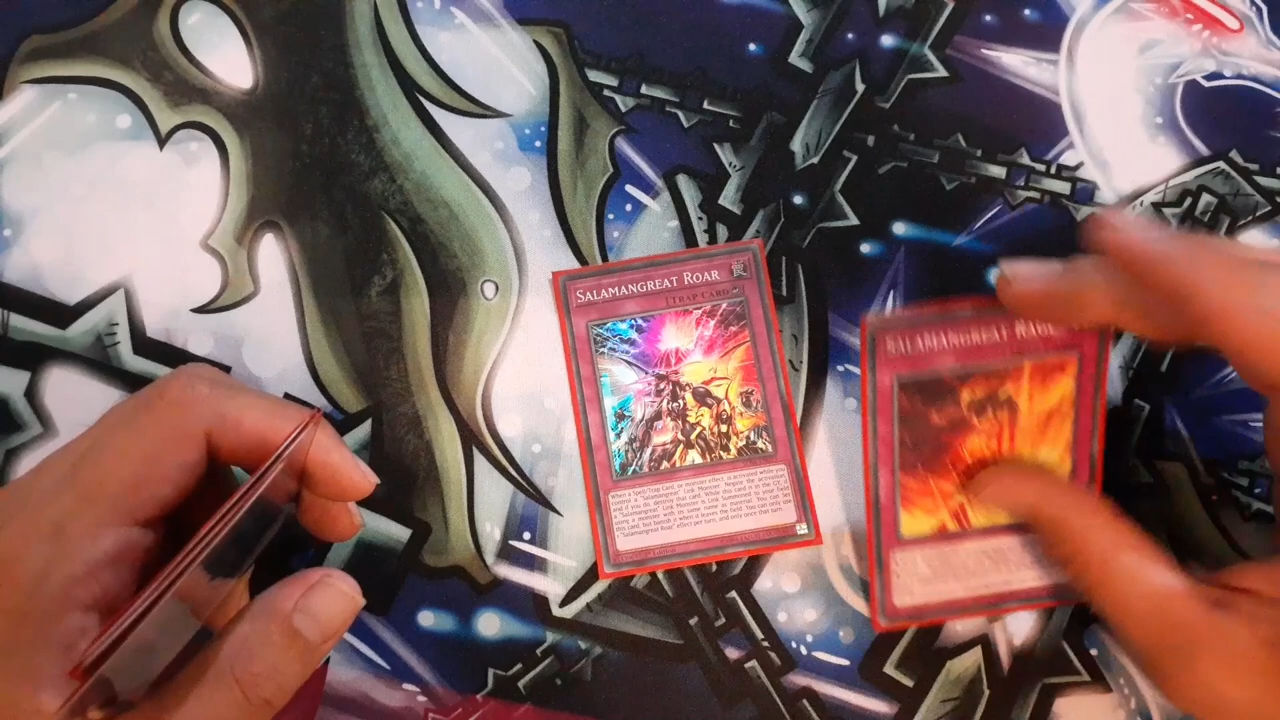 SALAMANGREAT ROAR
TRAP CARD
When a Spell/Trap Card, or monster effect, is activated while you
control a "Salamangreat" Link Monster: Negate the activation,
and if you do, destroy that card. While this card is in the GY, if
a "Salamangreat" Link Monster is Link Summoned to your field
using a monster with its same name as material: You can Set
this card, but banish it when it leaves the field. You can only use
1 "Salamangreat Roar" effect per turn, and only once that turn.
SALAMANGREAT RAGE